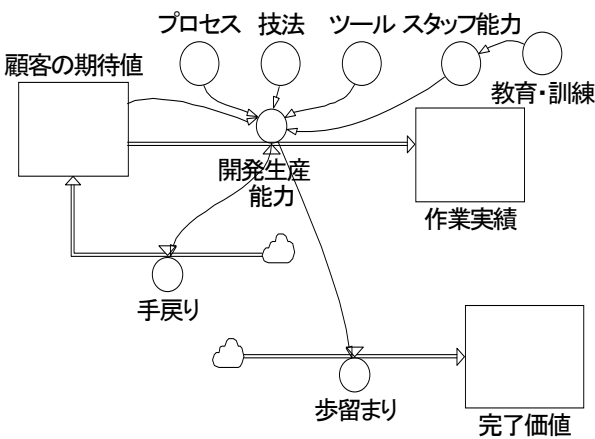 プロセス 技法 ツール スタッフ能力
顧客の期待値
教育・訓練
開発生産
能力
作業実績
手戻り
歩留まり
完了価値